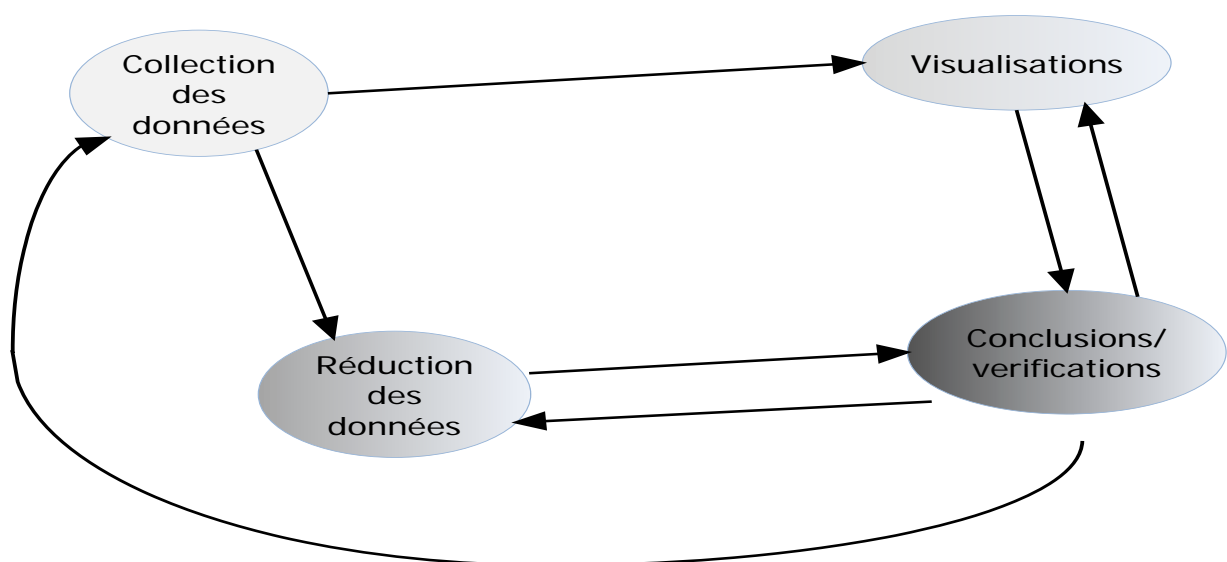 Collection
des
données
Visualisations
Réduction
des
données
Conclusions/
verifications